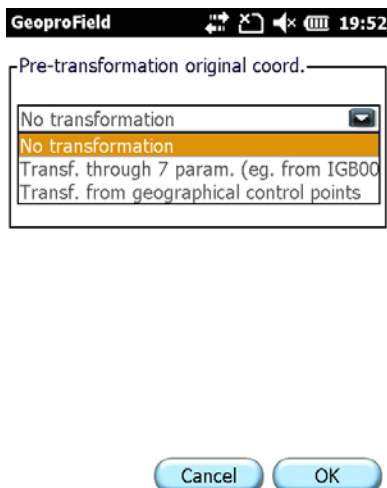 GeoproField 19:52
Pre-transformation original coord.
No transformation
No transformation
Transf. through 7 param. (eg. from IGB00
Transf. from geographical control points
Cancel OK